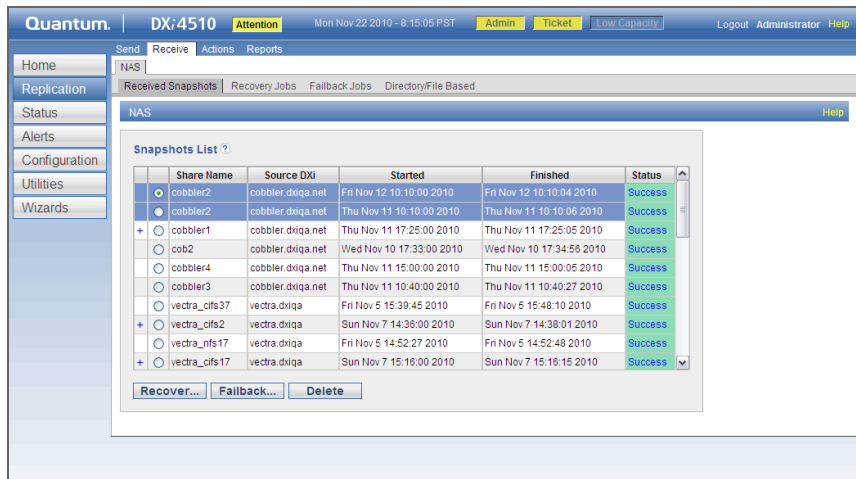 Quantum. DXi4510 Attention Mon Nov 22 2010 - 8:15:05 PST Admin Ticket Low Capacity Logout Administrator Help
Send Receive Actions Reports
Home
NAS
Replication
Received Snapshots Recovery Jobs Failback Jobs Directory/File Based
Status
NAS Help
Alerts
Configuration
Utilities
Wizards
Snapshots List ?
Share Name Source DXi Started Finished Status
cobbler2 cobbler.dxiqa.net Fri Nov 12 10:10:00 2010 Fri Nov 12 10:10:04 2010 Success
cobbler2 cobbler.dxiqa.net Thu Nov 11 10:10:00 2010 Thu Nov 11 10:10:06 2010 Success
+ cobbler1 cobbler.dxiqa.net Thu Nov 11 17:25:00 2010 Thu Nov 11 17:25:05 2010 Success
cob2 cobbler.dxiqa.net Wed Nov 10 17:33:00 2010 Wed Nov 10 17:34:56 2010 Success
cobbler4 cobbler.dxiqa.net Thu Nov 11 15:00:00 2010 Thu Nov 11 15:00:05 2010 Success
cobbler3 cobbler.dxiqa.net Thu Nov 11 10:40:00 2010 Thu Nov 11 10:40:27 2010 Success
vectra_cifs37 vectra.dxiqa Fri Nov 5 15:39:45 2010 Fri Nov 5 15:48:10 2010 Success
+ vectra_cifs2 vectra.dxiqa Sun Nov 7 14:36:00 2010 Sun Nov 7 14:38:01 2010 Success
vectra_nfs17 vectra.dxiqa Fri Nov 5 14:52:27 2010 Fri Nov 5 14:52:48 2010 Success
+ vectra_cifs17 vectra.dxiqa Sun Nov 7 15:16:00 2010 Sun Nov 7 15:16:15 2010 Success
Recover... Failback... Delete